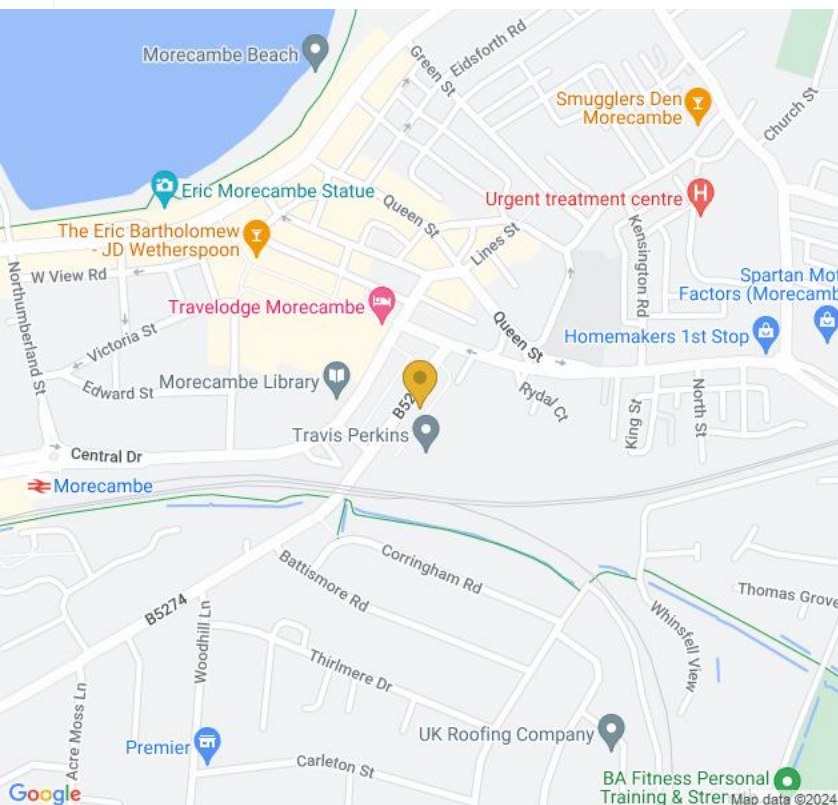 Morecambe Beach
Green St
Eidsforth Rd
Smugglers Den
Morecambe
Church St
Eric Morecambe Statue
Urgent treatment centre
Queen St
The Eric Bartholomew
- JD Wetherspoon
Lines St
Kensington Rd
W View Rd
Northumberland St
Spartan Mot
Factors (Morecamb
Travelodge Morecambe
Victoria St
Queen St
Homemakers 1st Stop
Morecambe Library
Edward St
B52
Rydal Ct
King St
North St
Travis Perkins
Central Dr
Morecambe
Corringham Rd
Battismore Rd
Thomas Grove
B5274
Woodhill Ln
Whinsfell View
Thirlmere Dr
Acre Moss Ln
UK Roofing Company
Premier
Carleton St
BA Fitness Personal
Training & Strength
Google
Map data ©2024